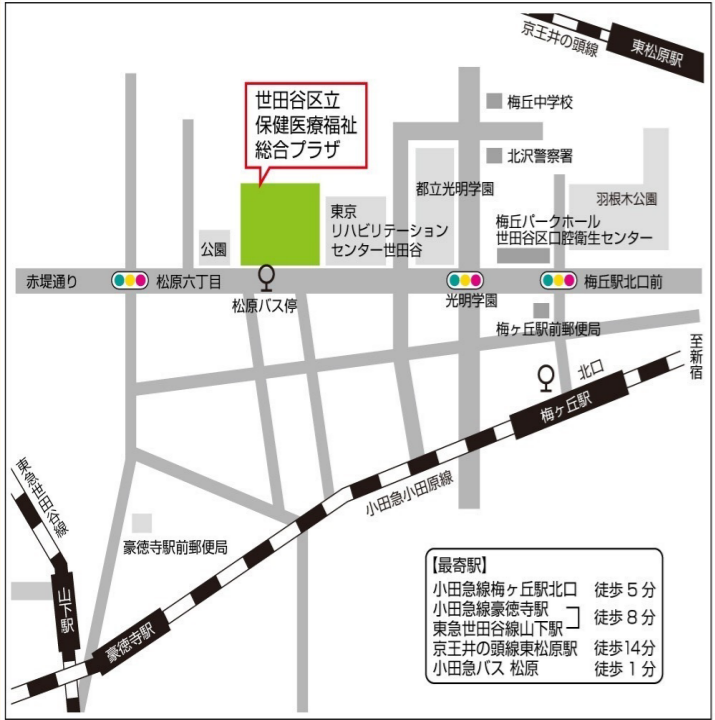 京王井の頭線
東松原駅
世田谷区立
保健医療福祉
総合プラザ
梅丘中学校
北沢警察署
都立光明学園
羽根木公園
東京
リハビリテーション
センター世田谷
梅丘パークホール
世田谷区口腔衛生センター
公園
赤堤通り
松原六丁目
松原バス停
光明学園
梅丘駅北口前
梅ヶ丘駅前郵便局
至新宿
北口
梅ヶ丘駅
小田急小田原線
東急世田谷線
豪徳寺駅前郵便局
山下駅
豪徳寺駅
【最寄駅】
小田急線梅ヶ丘駅北口 徒歩5分
小田急線豪徳寺駅
東急世田谷線山下駅 徒歩8分
京王井の頭線東松原駅 徒歩14分
小田急バス 松原 徒歩1分